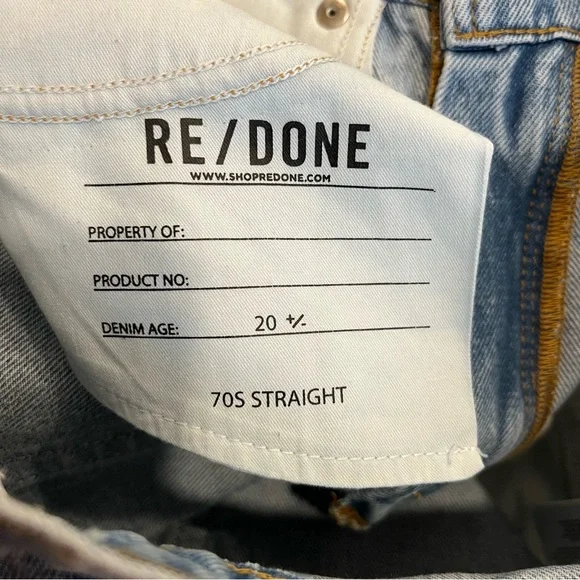 RE/DONE
WWW.SHOPREDONE.COM
PROPERTY OF:
PRODUCT NO:
DENIM AGE: 20 +/-
70S STRAIGHT